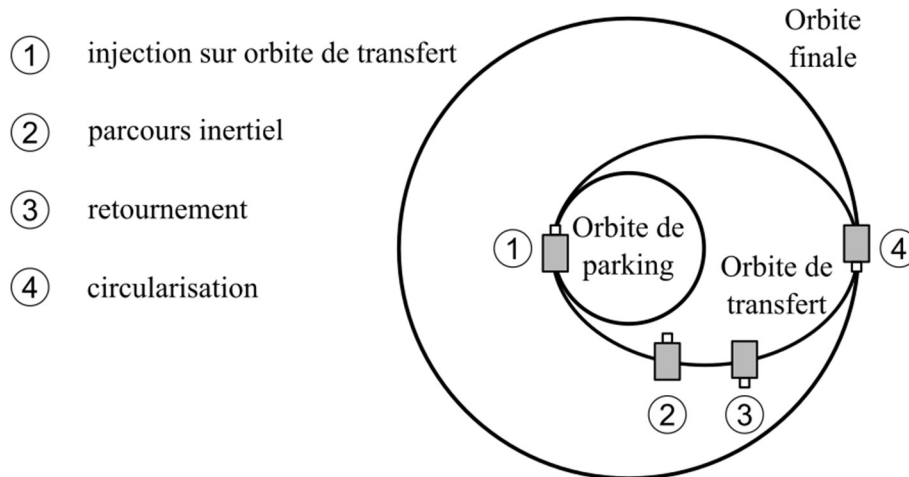 1 injection sur orbite de transfert
2 parcours inertiel
3 retournement
4 circularisation
Orbite
finale
1
Orbite de
parking
4
Orbite de
transfert
2
3